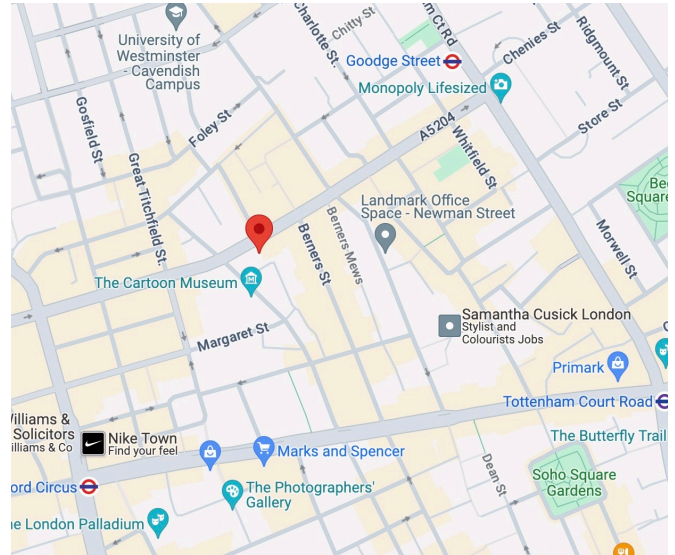 Chitty St
University of
Westminster
- Cavendish
Campus
Charlotte St.
m Ct Rd
Goodge Street
Chenies St
Ridgmount St
Monopoly Lifesized
Gosfield St
Foley St
A5204
Store St
Whitfield St
Great Titchfield St.
Be
Square
Landmark Office
Space - Newman Street
Berners Mews
Berners St
Morwell St
The Cartoon Museum
Samantha Cusick London
Stylist and
Colourists Jobs
Margaret St
Primark
Tottenham Court Road
Williams &
Solicitors
illiams & Co
Nike Town
Find your feel
Marks and Spencer
The Butterfly Trail
Dean St
Soho Square
Gardens
ord Circus
The Photographers'
Gallery
he London Palladium